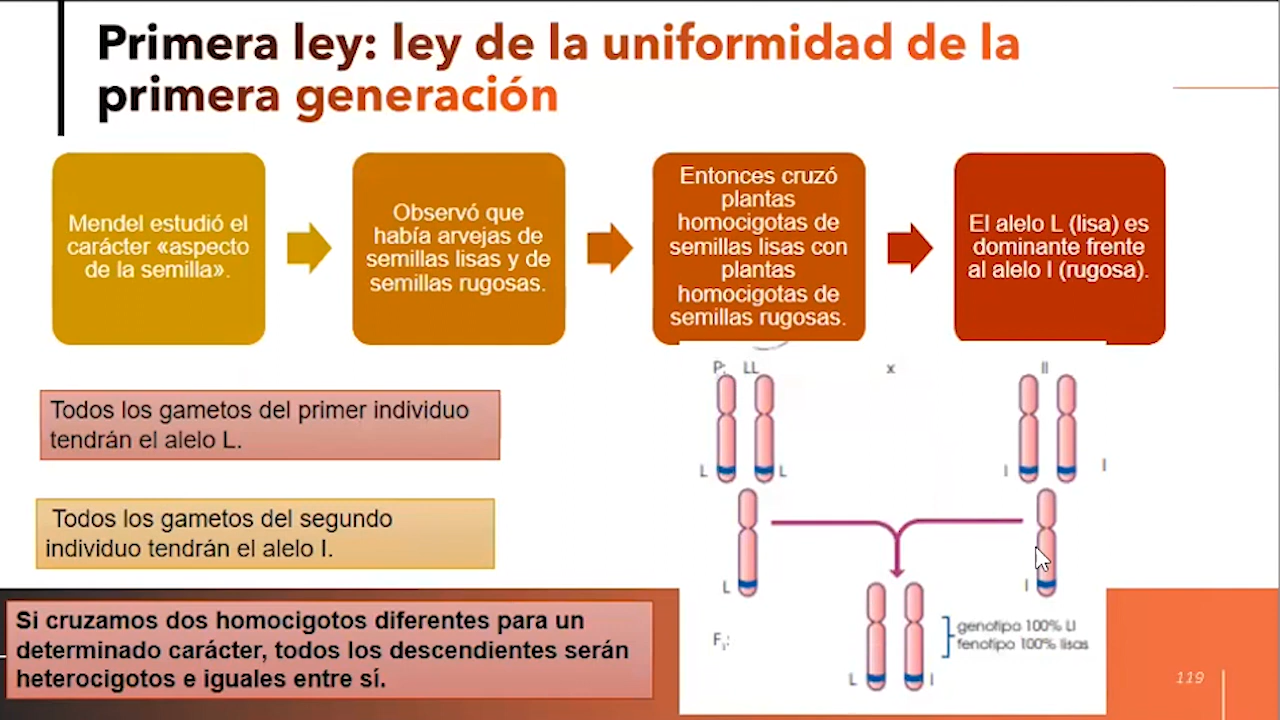 Primera ley: ley de la uniformidad de la
primera generación
Mendel estudió el
carácter «aspecto
de la semilla».
Observó que
había arvejas de
semillas lisas y de
semillas rugosas.
Entonces cruzó
plantas
homocigotas de
semillas lisas con
plantas
homocigotas de
semillas rugosas.
El alelo L (lisa) es
dominante frente
al alelo l (rugosa).
Todos los gametos del primer individuo
tendrán el alelo L.
Todos los gametos del segundo
individuo tendrán el alelo l.
Si cruzamos dos homocigotos diferentes para un
determinado carácter, todos los descendientes serán
heterocigotos e iguales entre sí.
P: LL x ll
L L l l
L l
F₁:
genotipo 100% Ll
fenotipo 100% lisas
L l
119